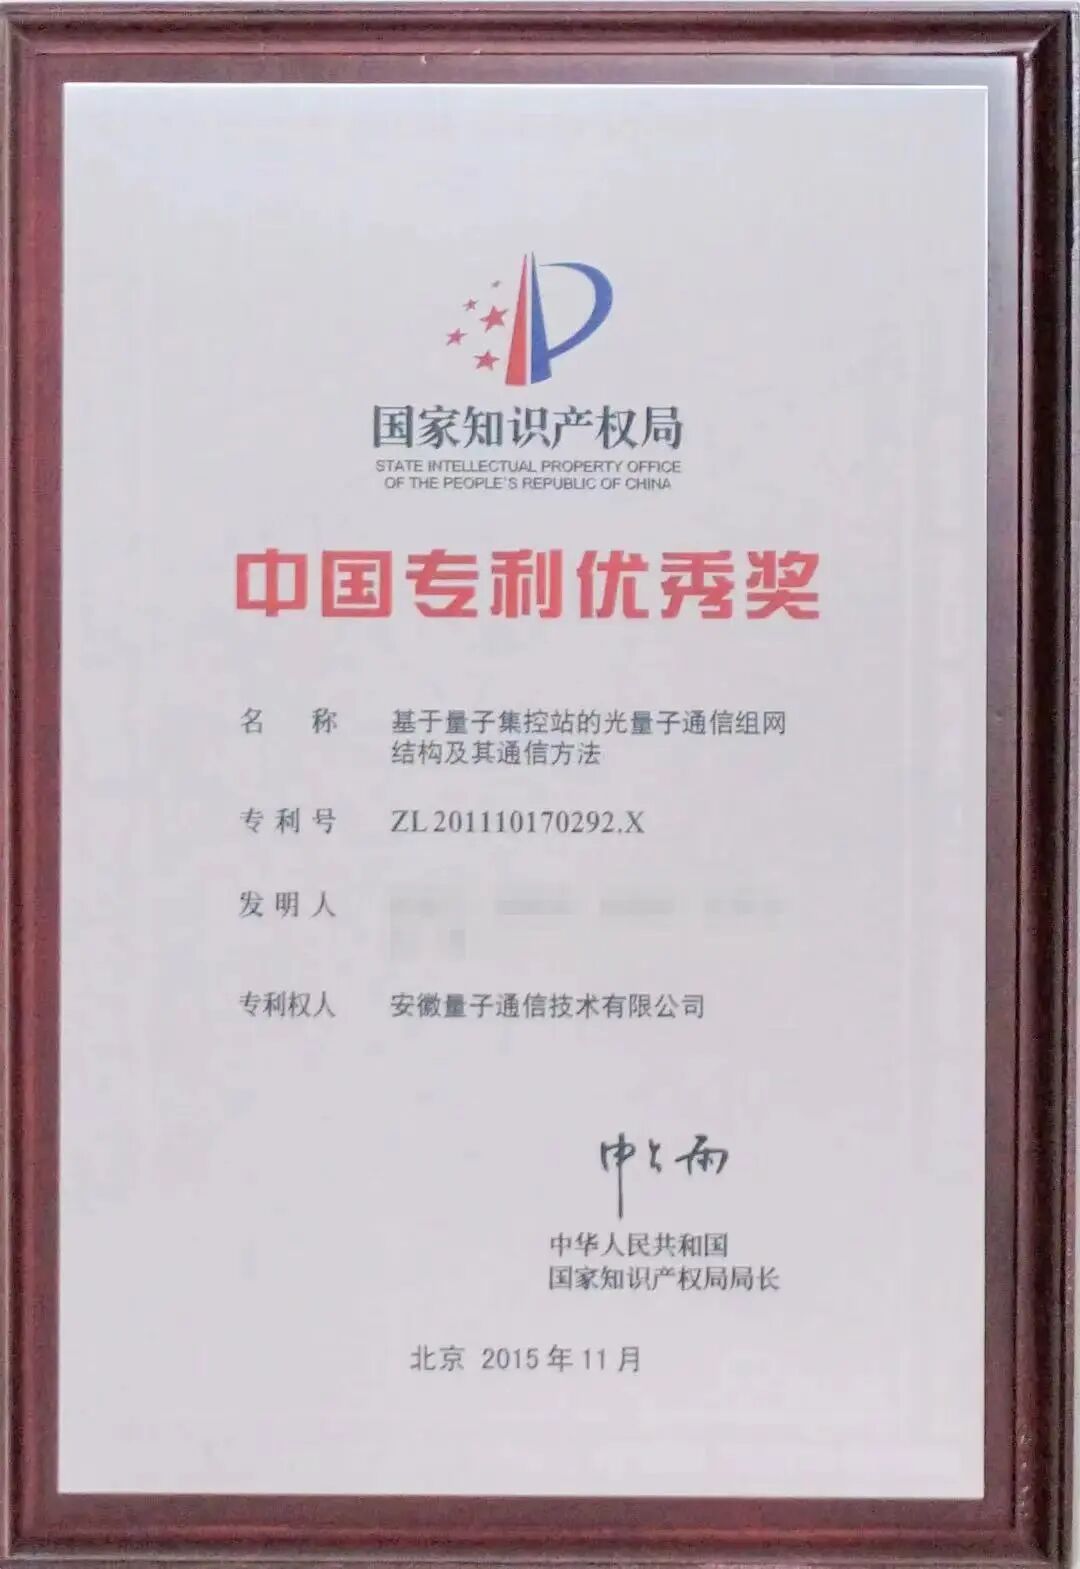 国家知识产权局
STATE INTELLECTUAL PROPERTY OFFICE
OF THE PEOPLE'S REPUBLIC OF CHINA
中国专利优秀奖
名 称 基于量子集控站的光量子通信组网
结构及其通信方法
专利号 ZL 201110170292.X
发明人
专利权人 安徽量子通信技术有限公司
申长雨
中华人民共和国
国家知识产权局局长
北京 2015年11月